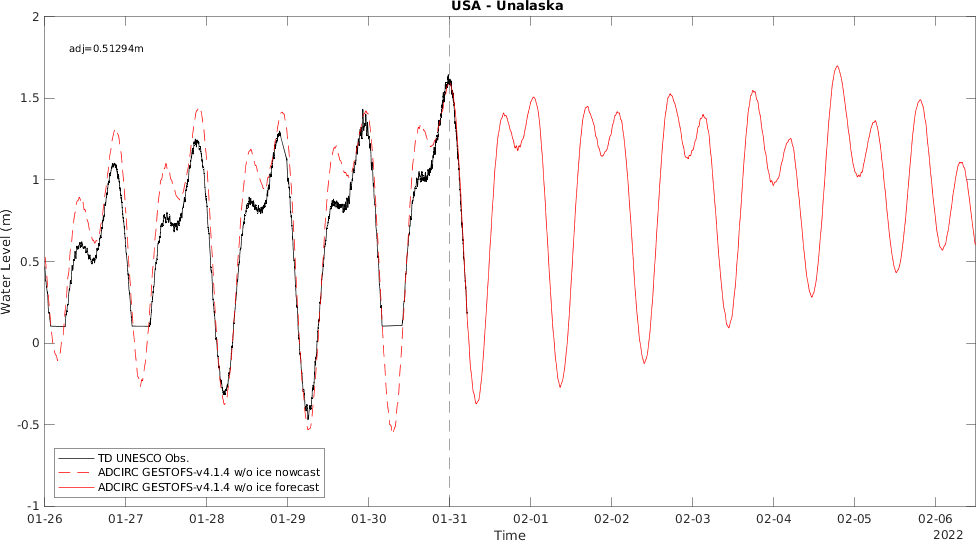 USA - Unalaska
adj=0.51294m
Water Level (m)
2
1.5
1
0.5
0
-0.5
-1
TD UNESCO Obs.
ADCIRC GESTOFS-v4.1.4 w/o ice nowcast
ADCIRC GESTOFS-v4.1.4 w/o ice forecast
01-26 01-27 01-28 01-29 01-30 01-31 02-01 02-02 02-03 02-04 02-05 02-06
Time
2022